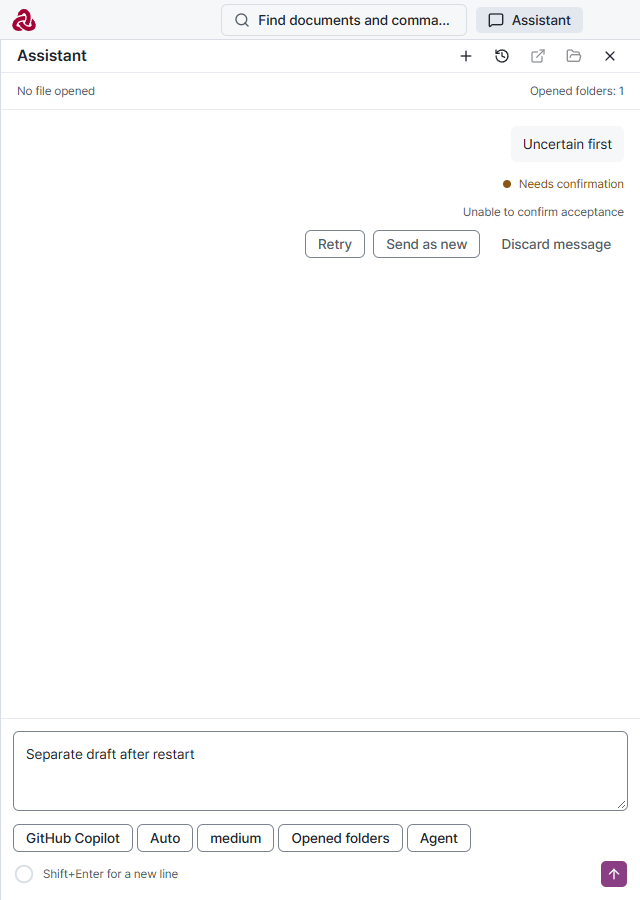 Find documents and comma...
Assistant
Assistant
No file opened
Opened folders: 1
Uncertain first
Needs confirmation
Unable to confirm acceptance
Retry
Send as new
Discard message
Separate draft after restart
GitHub Copilot
Auto
medium
Opened folders
Agent
Shift+Enter for a new line